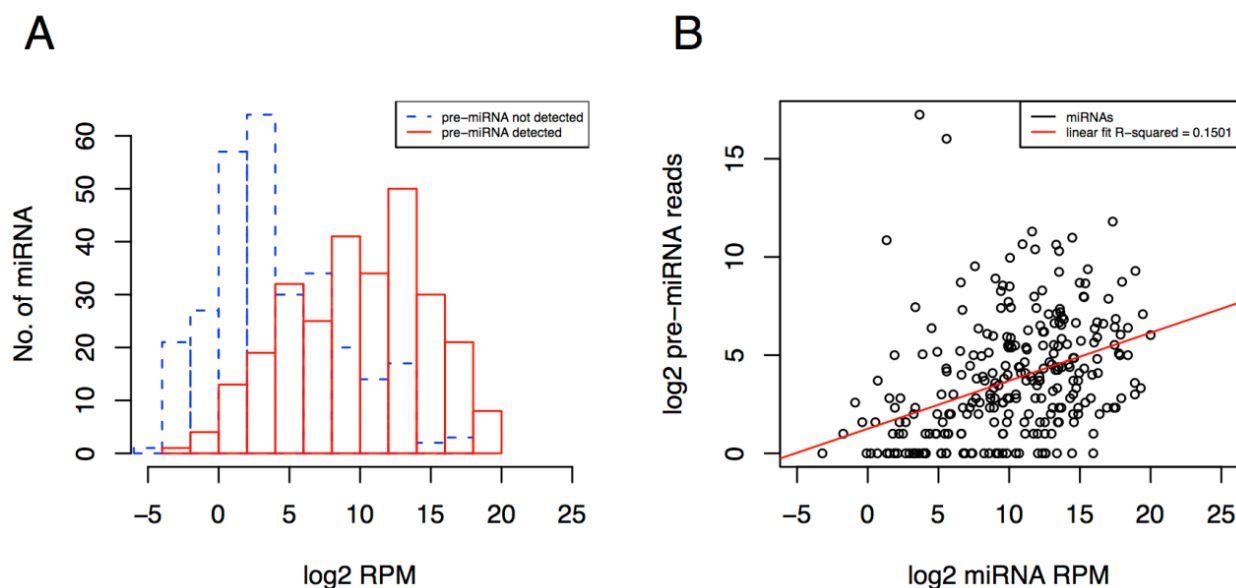 A
B
pre-miRNA not detected
pre-miRNA detected
No. of miRNA
0
10
20
30
40
50
60
−5
0
5
10
15
20
25
log2 RPM
miRNAs
linear fit R-squared = 0.1501
log2 pre-miRNA reads
0
5
10
15
−5
0
5
10
15
20
25
log2 miRNA RPM